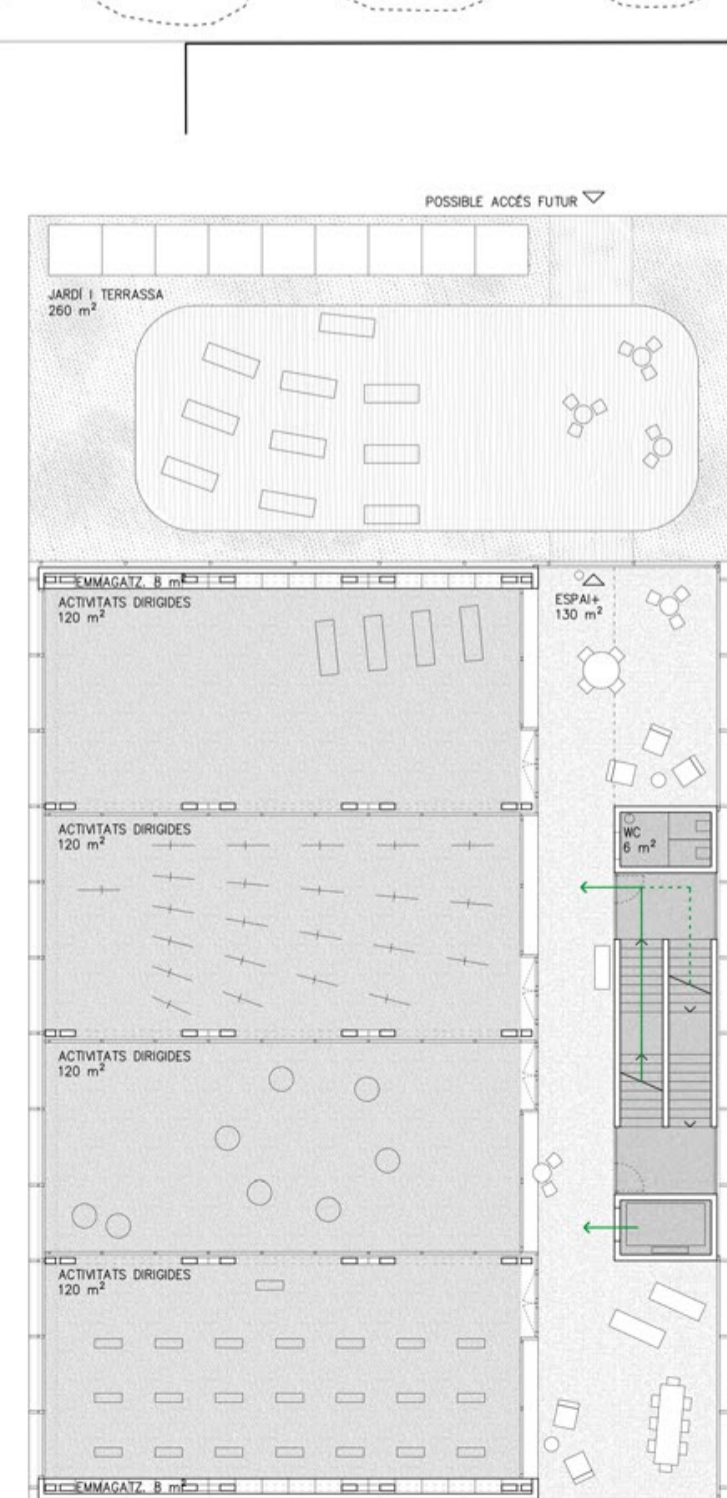 POSSIBLE ACCÉS FUTUR
JARDÍ I TERRASSA
260 m²
EMMAGATZ. 8 m²
ACTIVITATS DIRIGIDES
120 m²
ESPAI+
130 m²
ACTIVITATS DIRIGIDES
120 m²
WC
6 m²
ACTIVITATS DIRIGIDES
120 m²
ACTIVITATS DIRIGIDES
120 m²
EMMAGATZ. 8 m²